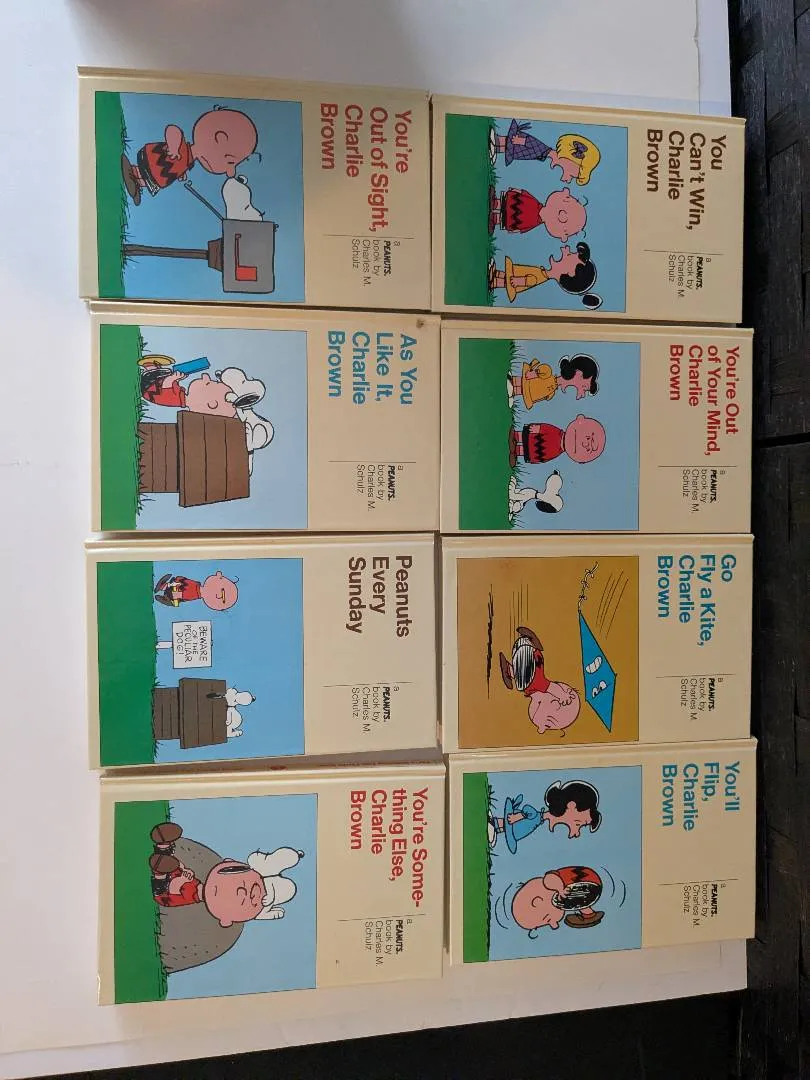 You
Can't Win,
Charlie
Brown
a
PEANUTS®
book by
Charles M.
Schulz
You're Out
of Your Mind,
Charlie
Brown
a
PEANUTS®
book by
Charles M.
Schulz
Go
Fly a Kite,
Charlie
Brown
a
PEANUTS®
book by
Charles M.
Schulz
You'll
Flip,
Charlie
Brown
a
PEANUTS®
book by
Charles M.
Schulz
You're
Out of Sight,
Charlie
Brown
a
PEANUTS®
book by
Charles M.
Schulz
As You
Like It,
Charlie
Brown
a
PEANUTS®
book by
Charles M.
Schulz
Peanuts
Every
Sunday
a
PEANUTS®
book by
Charles M.
Schulz
BEWARE
OF THE
PECULIAR
DOG!
You're Some-
thing Else,
Charlie
Brown
a
PEANUTS®
book by
Charles M.
Schulz